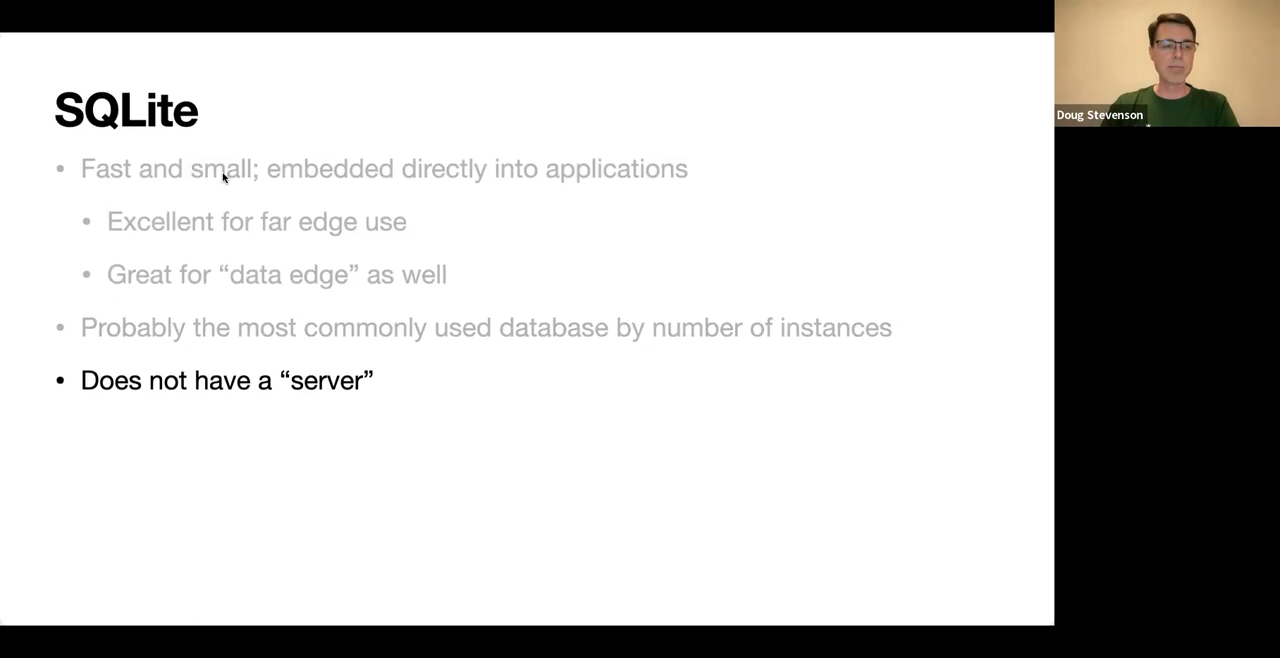 SQLite
• Fast and small; embedded directly into applications
• Excellent for far edge use
• Great for “data edge” as well
• Probably the most commonly used database by number of instances
• Does not have a “server”
Doug Stevenson